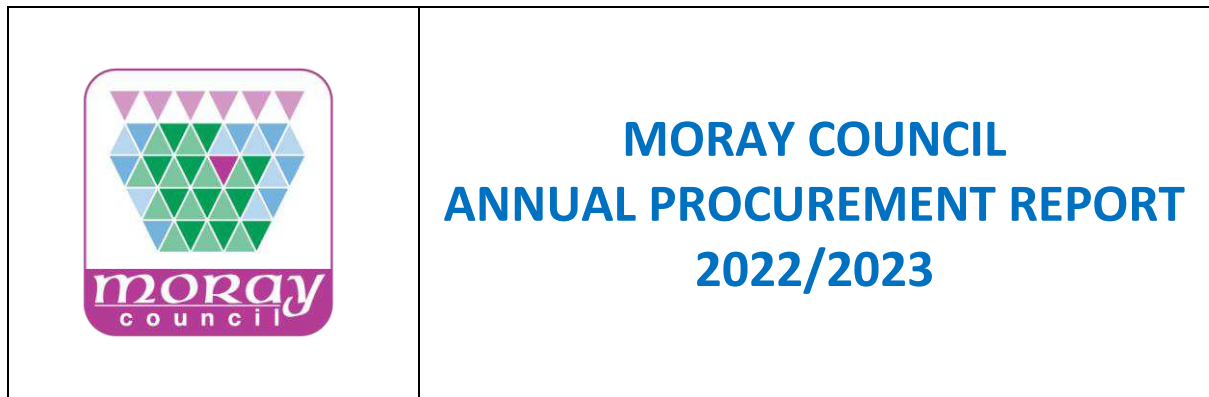 moray
council
MORAY COUNCIL
ANNUAL PROCUREMENT REPORT
2022/2023